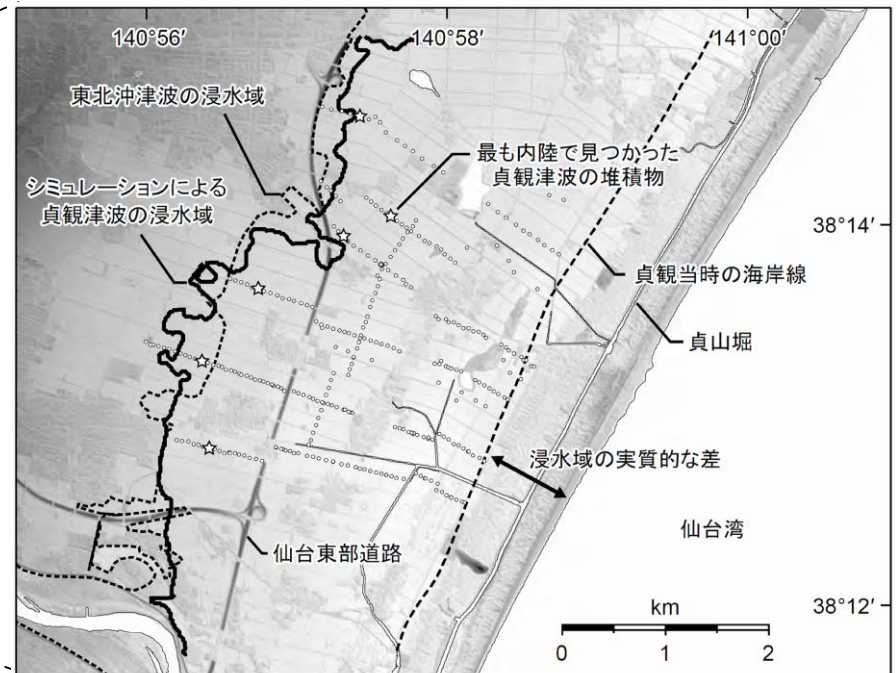 140°56′
140°58′
141°00′
東北沖津波の浸水域
最も内陸で見つかった
貞観津波の堆積物
シミュレーションによる
貞観津波の浸水域
38°14′
貞観当時の海岸線
貞山堀
浸水域の実質的な差
仙台湾
仙台東部道路
km
38°12′
0
1
2